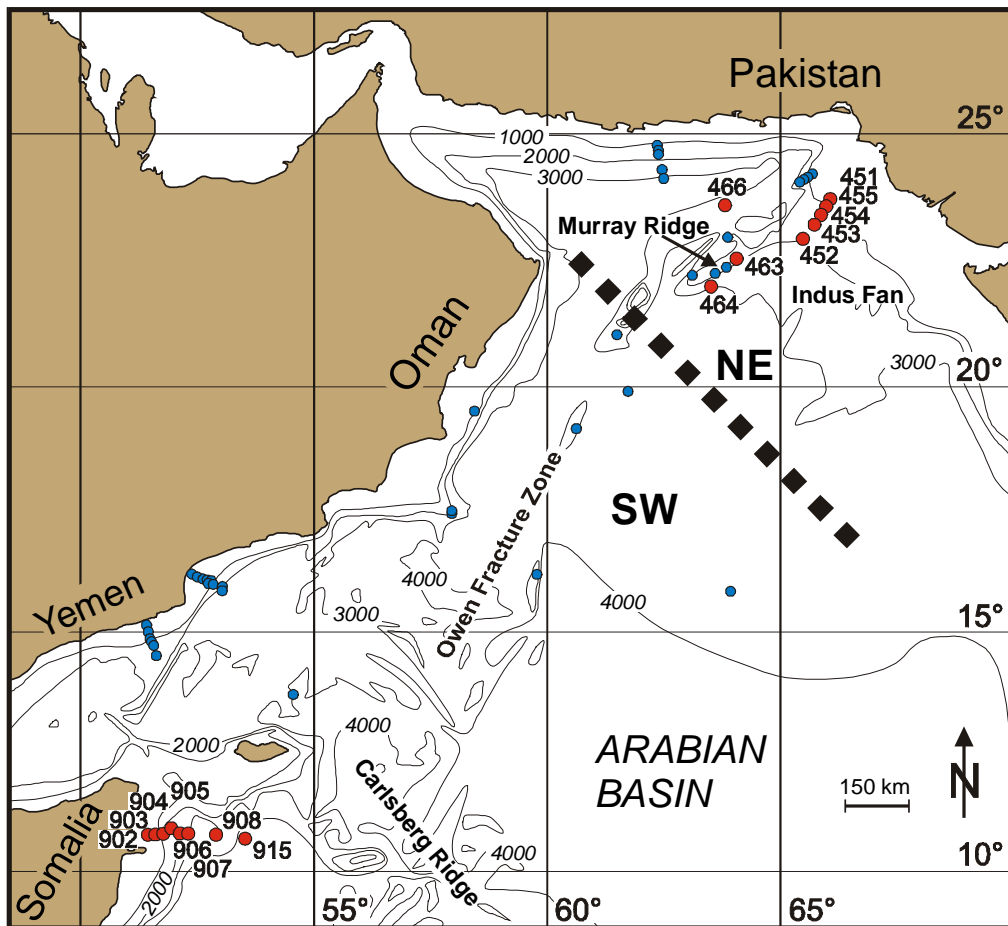 Pakistan
25°
1000
2000
3000
451
455
454
453
452
466
Murray Ridge
463
464
Indus Fan
Oman
NE
3000
20°
SW
Owen Fracture Zone
4000
3000
4000
Yemen
15°
4000
2000
ARABIAN
BASIN
Carlsberg Ridge
150 km
N
905
904
903
902
908
906
915
907
4000
Somalia
2000
10°
55°
60°
65°